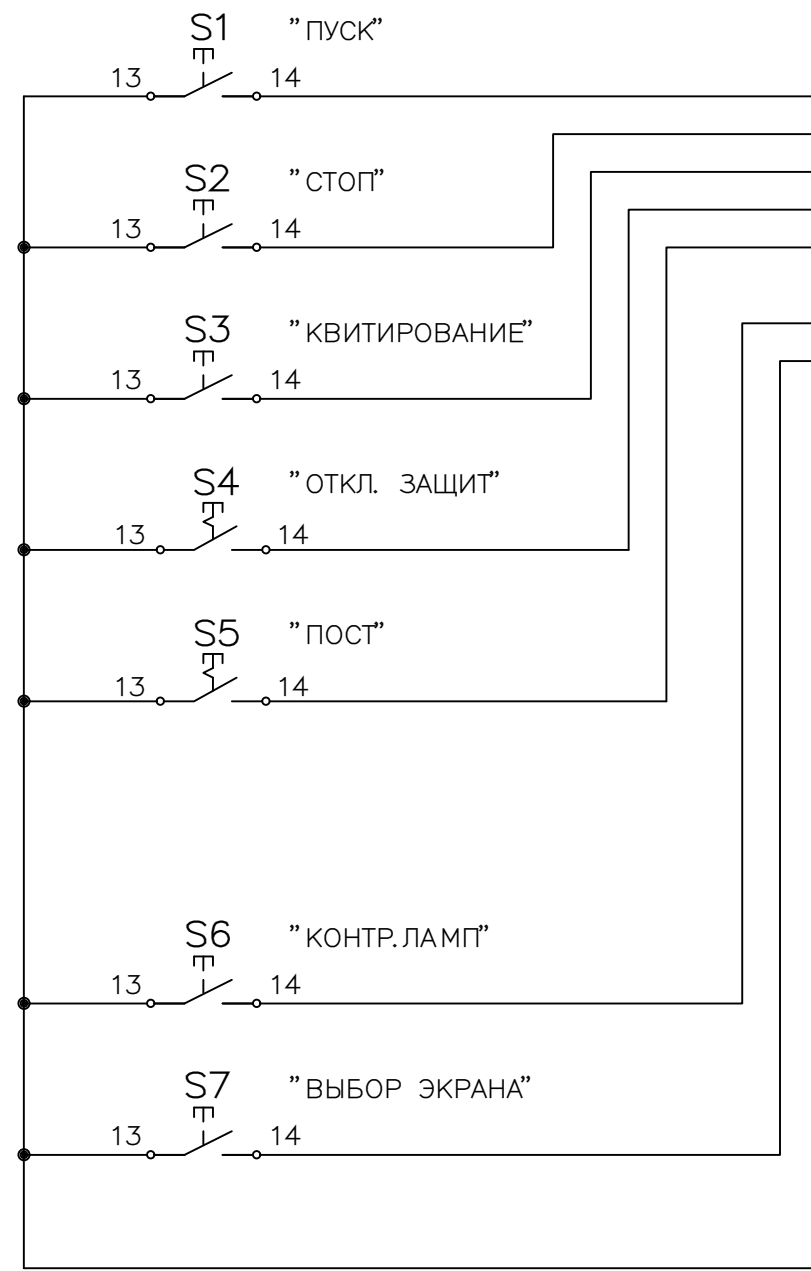 S1 "ПУСК"
13 14
S2 "СТОП"
13 14
S3 "КВИТИРОВАНИЕ"
13 14
S4 "ОТКЛ. ЗАЩИТ"
13 14
S5 "ПОСТ"
13 14
S6 "КОНТР.ЛАМП"
13 14
S7 "ВЫБОР ЭКРАНА"
13 14